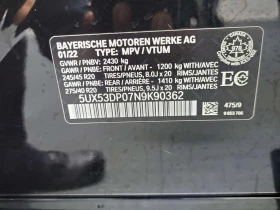 BAYERISCHE MOTOREN WERKE AG
01/22 TYPE: MPV / VTUM
GVWR / PNBV: 2430 kg
GAWR / PNBE: FRONT / AVANT - 1200 kg WITH/AVEC
245/45 R20 TIRES/PNEUS, 8.0J x 20 RIMS/JANTES
GAWR / PNBE: REAR / ARRIERE - 1410 kg WITH/AVEC
275/40 R20 TIRES/PNEUS, 9.5J x 20 RIMS/JANTES
EC
5UX53DP07N9K90362
475/9